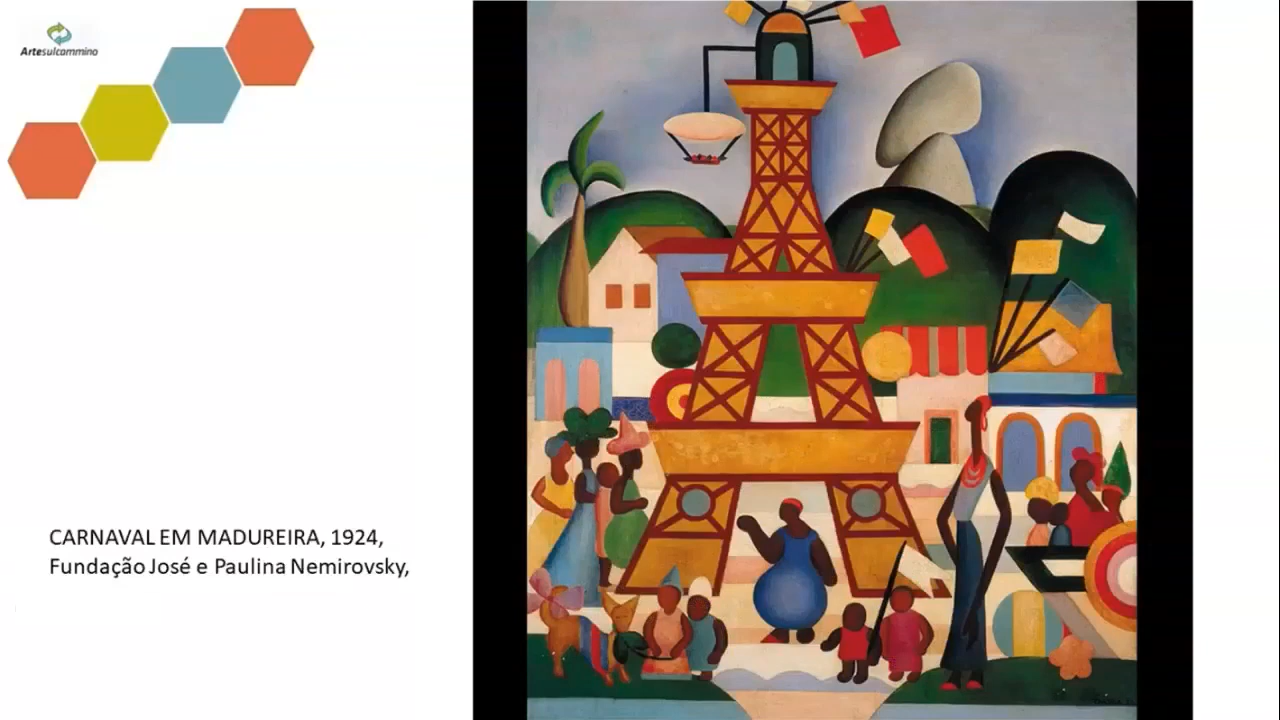 Artesulcammino
CARNAVAL EM MADUREIRA, 1924,
Fundação José e Paulina Nemirovsky,